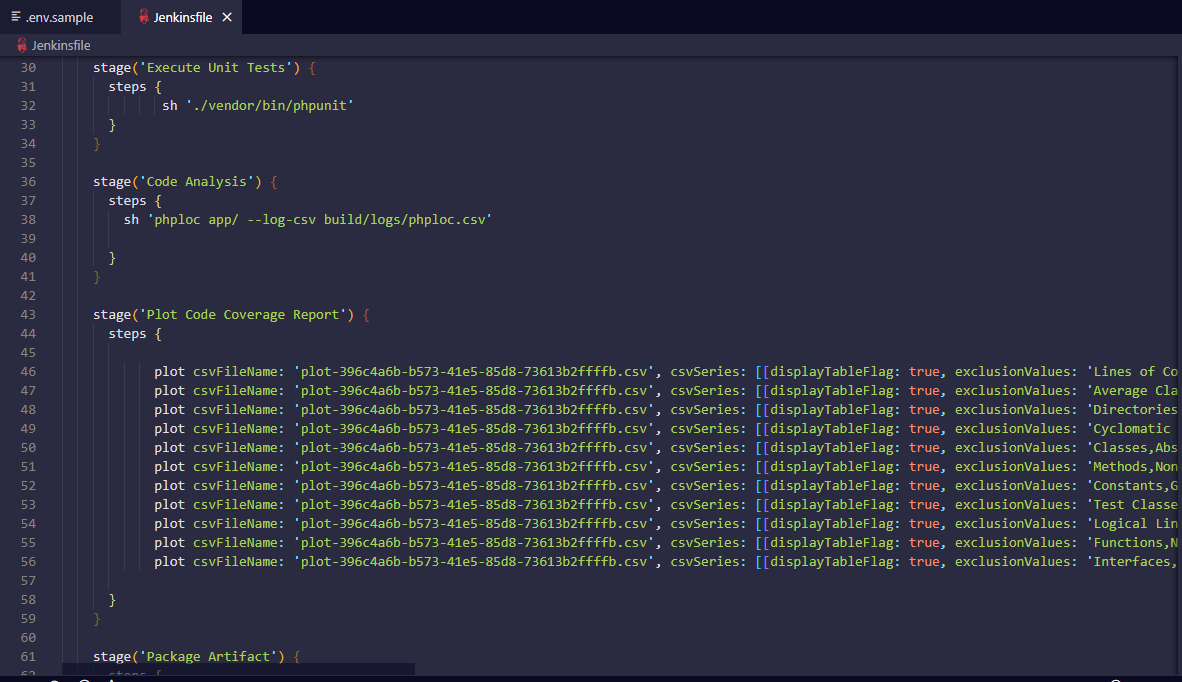 .env.sample Jenkinsfile
Jenkinsfile
30 stage('Execute Unit Tests') {
31 steps {
32 sh './vendor/bin/phpunit'
33 }
34 }
35
36 stage('Code Analysis') {
37 steps {
38 sh 'phploc app/ --log-csv build/logs/phploc.csv'
39
40 }
41 }
42
43 stage('Plot Code Coverage Report') {
44 steps {
45
46 plot csvFileName: 'plot-396c4a6b-b573-41e5-85d8-73613b2ffffb.csv', csvSeries: [[displayTableFlag: true, exclusionValues: 'Lines of Co
47 plot csvFileName: 'plot-396c4a6b-b573-41e5-85d8-73613b2ffffb.csv', csvSeries: [[displayTableFlag: true, exclusionValues: 'Average Cla
48 plot csvFileName: 'plot-396c4a6b-b573-41e5-85d8-73613b2ffffb.csv', csvSeries: [[displayTableFlag: true, exclusionValues: 'Directories
49 plot csvFileName: 'plot-396c4a6b-b573-41e5-85d8-73613b2ffffb.csv', csvSeries: [[displayTableFlag: true, exclusionValues: 'Cyclomatic
50 plot csvFileName: 'plot-396c4a6b-b573-41e5-85d8-73613b2ffffb.csv', csvSeries: [[displayTableFlag: true, exclusionValues: 'Classes,Abs
51 plot csvFileName: 'plot-396c4a6b-b573-41e5-85d8-73613b2ffffb.csv', csvSeries: [[displayTableFlag: true, exclusionValues: 'Methods,Non
52 plot csvFileName: 'plot-396c4a6b-b573-41e5-85d8-73613b2ffffb.csv', csvSeries: [[displayTableFlag: true, exclusionValues: 'Constants,G
53 plot csvFileName: 'plot-396c4a6b-b573-41e5-85d8-73613b2ffffb.csv', csvSeries: [[displayTableFlag: true, exclusionValues: 'Test Classe
54 plot csvFileName: 'plot-396c4a6b-b573-41e5-85d8-73613b2ffffb.csv', csvSeries: [[displayTableFlag: true, exclusionValues: 'Logical Lin
55 plot csvFileName: 'plot-396c4a6b-b573-41e5-85d8-73613b2ffffb.csv', csvSeries: [[displayTableFlag: true, exclusionValues: 'Functions,N
56 plot csvFileName: 'plot-396c4a6b-b573-41e5-85d8-73613b2ffffb.csv', csvSeries: [[displayTableFlag: true, exclusionValues: 'Interfaces,
57
58 }
59 }
60
61 stage('Package Artifact') {
62 steps {